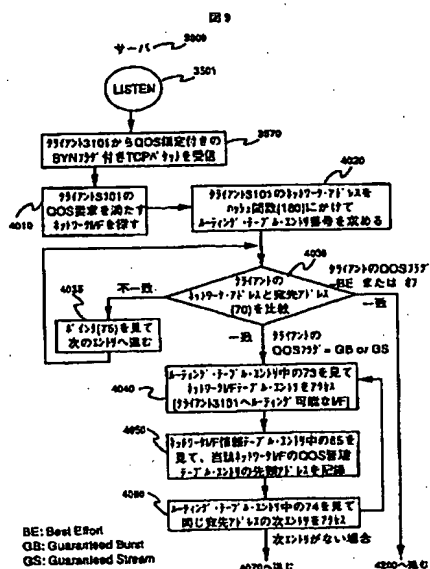 図9
サーバ 3800
3501
LISTEN
3870
クライアント3101からQOS指定付きの
SYNフラグ付きTCPパケットを受信
4010
クライアント3101の
QOS要求を満たす
ネットワークI/Fを探す
4020
クライアント3101のネットワーク・アドレスを
ハッシュ関数(180)にかけて
ルーティング・テーブル・エントリ番号を求める
4035
ポインタ(75)を見て
次のエントリへ進む
不一致
クライアントの
ネットワーク・アドレスと宛先アドレス
(70)を比較
クライアントのQOSフラグ
一致
一致
クライアントの
QOSフラグ = GB or GS
4040
ルーティング・テーブル・エントリ中の73を見て
ネットワークI/Fテーブル・エントリをアクセス
(クライアント3101へルーティング可能なI/F)
4050
ネットワークI/F情報テーブル・エントリ中の85を
見て、当該ネットワークI/FのQOS管理
テーブル・エントリの先頭アドレスを記録
4060
ルーティング・テーブル・エントリ中の74を見て
同じ宛先アドレスの次エントリをアクセス
次エントリがない場合
4070へ進む
4200へ進む
BE: Best Effort
GB: Guaranteed Burst
GS: Guaranteed Stream